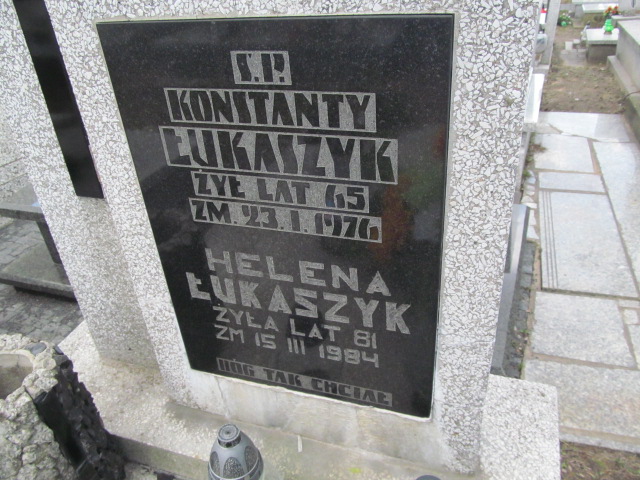 Ś.P.
KONSTANTY
ŁUKASZYK
ŻYŁ LAT 65
ZM. 23.1.1976
HELENA
ŁUKASZYK
ŻYŁA LAT 81
ZM 15 III 1984
BÓG TAK CHCIAŁ